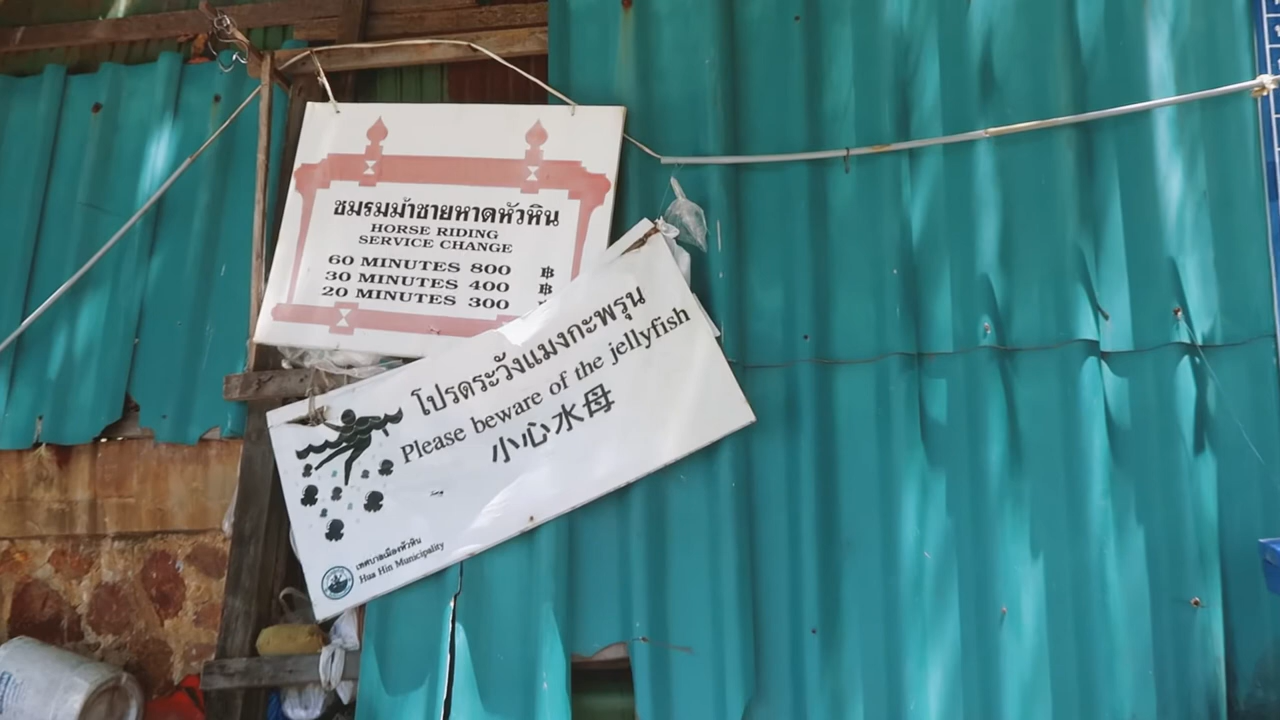 ชมรมม้าชายหาดหัวหิน
HORSE RIDING
SERVICE CHANGE
60 MINUTES 800 ฿
30 MINUTES 400 ฿
20 MINUTES 300
โปรดระวังแมงกะพรุน
Please beware of the jellyfish
小心水母
เทศบาลเมืองหัวหิน
Hua Hin Municipality